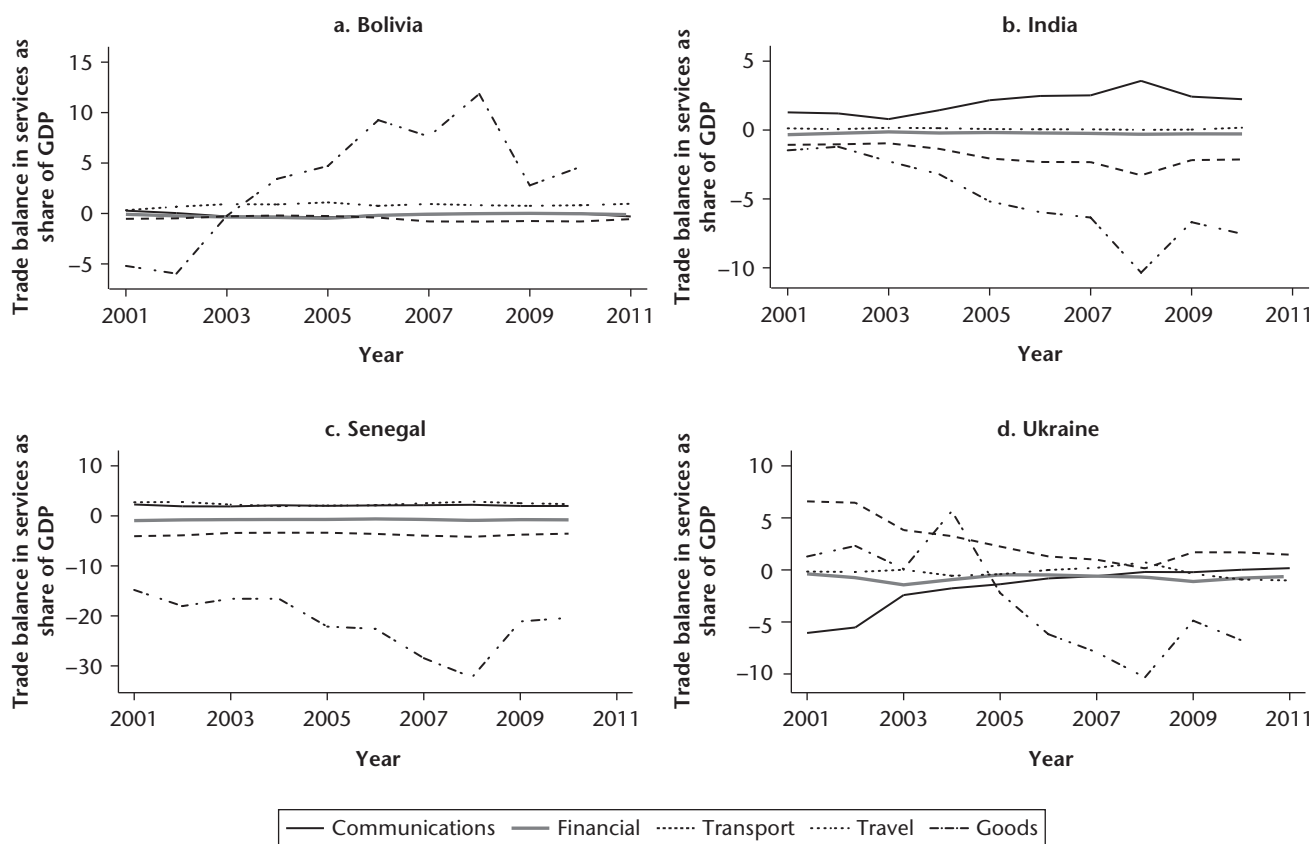 a. Bolivia
Trade balance in services as
share of GDP
15
10
5
0
−5
2001 2003 2005 2007 2009 2011
Year
b. India
Trade balance in services as
share of GDP
5
0
−5
−10
2001 2003 2005 2007 2009 2011
Year
c. Senegal
Trade balance in services as
share of GDP
10
0
−10
−20
−30
2001 2003 2005 2007 2009 2011
Year
d. Ukraine
Trade balance in services as
share of GDP
10
5
0
−5
−10
2001 2003 2005 2007 2009 2011
Year
Communications Financial Transport Travel Goods